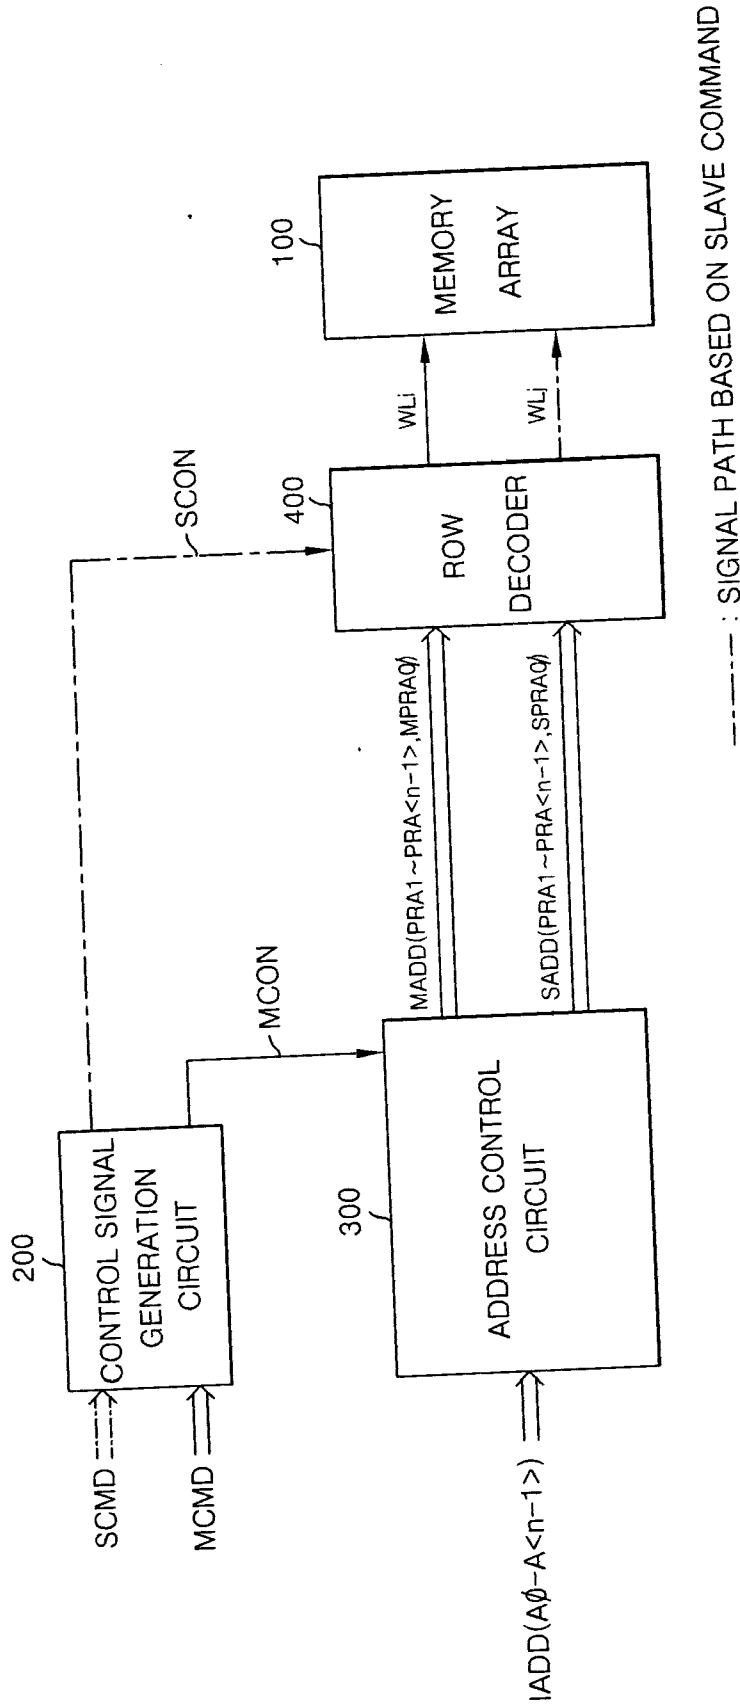 SCMD
MCMD
200
CONTROL SIGNAL
GENERATION
CIRCUIT
SCON
MCON
IADD(A0-A<n-1>)
300
ADDRESS CONTROL
CIRCUIT
MADD(PRA1~PRA<n-1>,MPRA0)
SADD(PRA1~PRA<n-1>,SPRA0)
400
ROW
DECODER
WLi
WLj
100
MEMORY
ARRAY
: SIGNAL PATH BASED ON SLAVE COMMAND